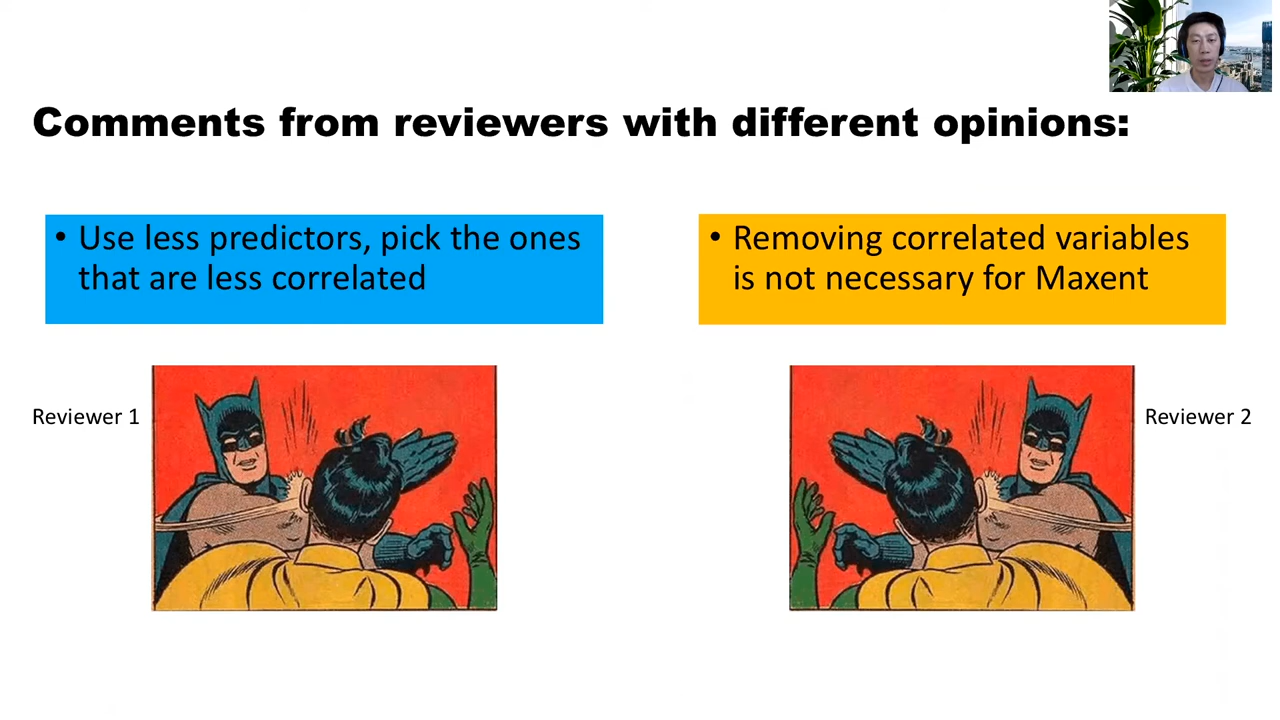 Comments from reviewers with different opinions:
• Use less predictors, pick the ones
that are less correlated
• Removing correlated variables
is not necessary for Maxent
Reviewer 1
Reviewer 2